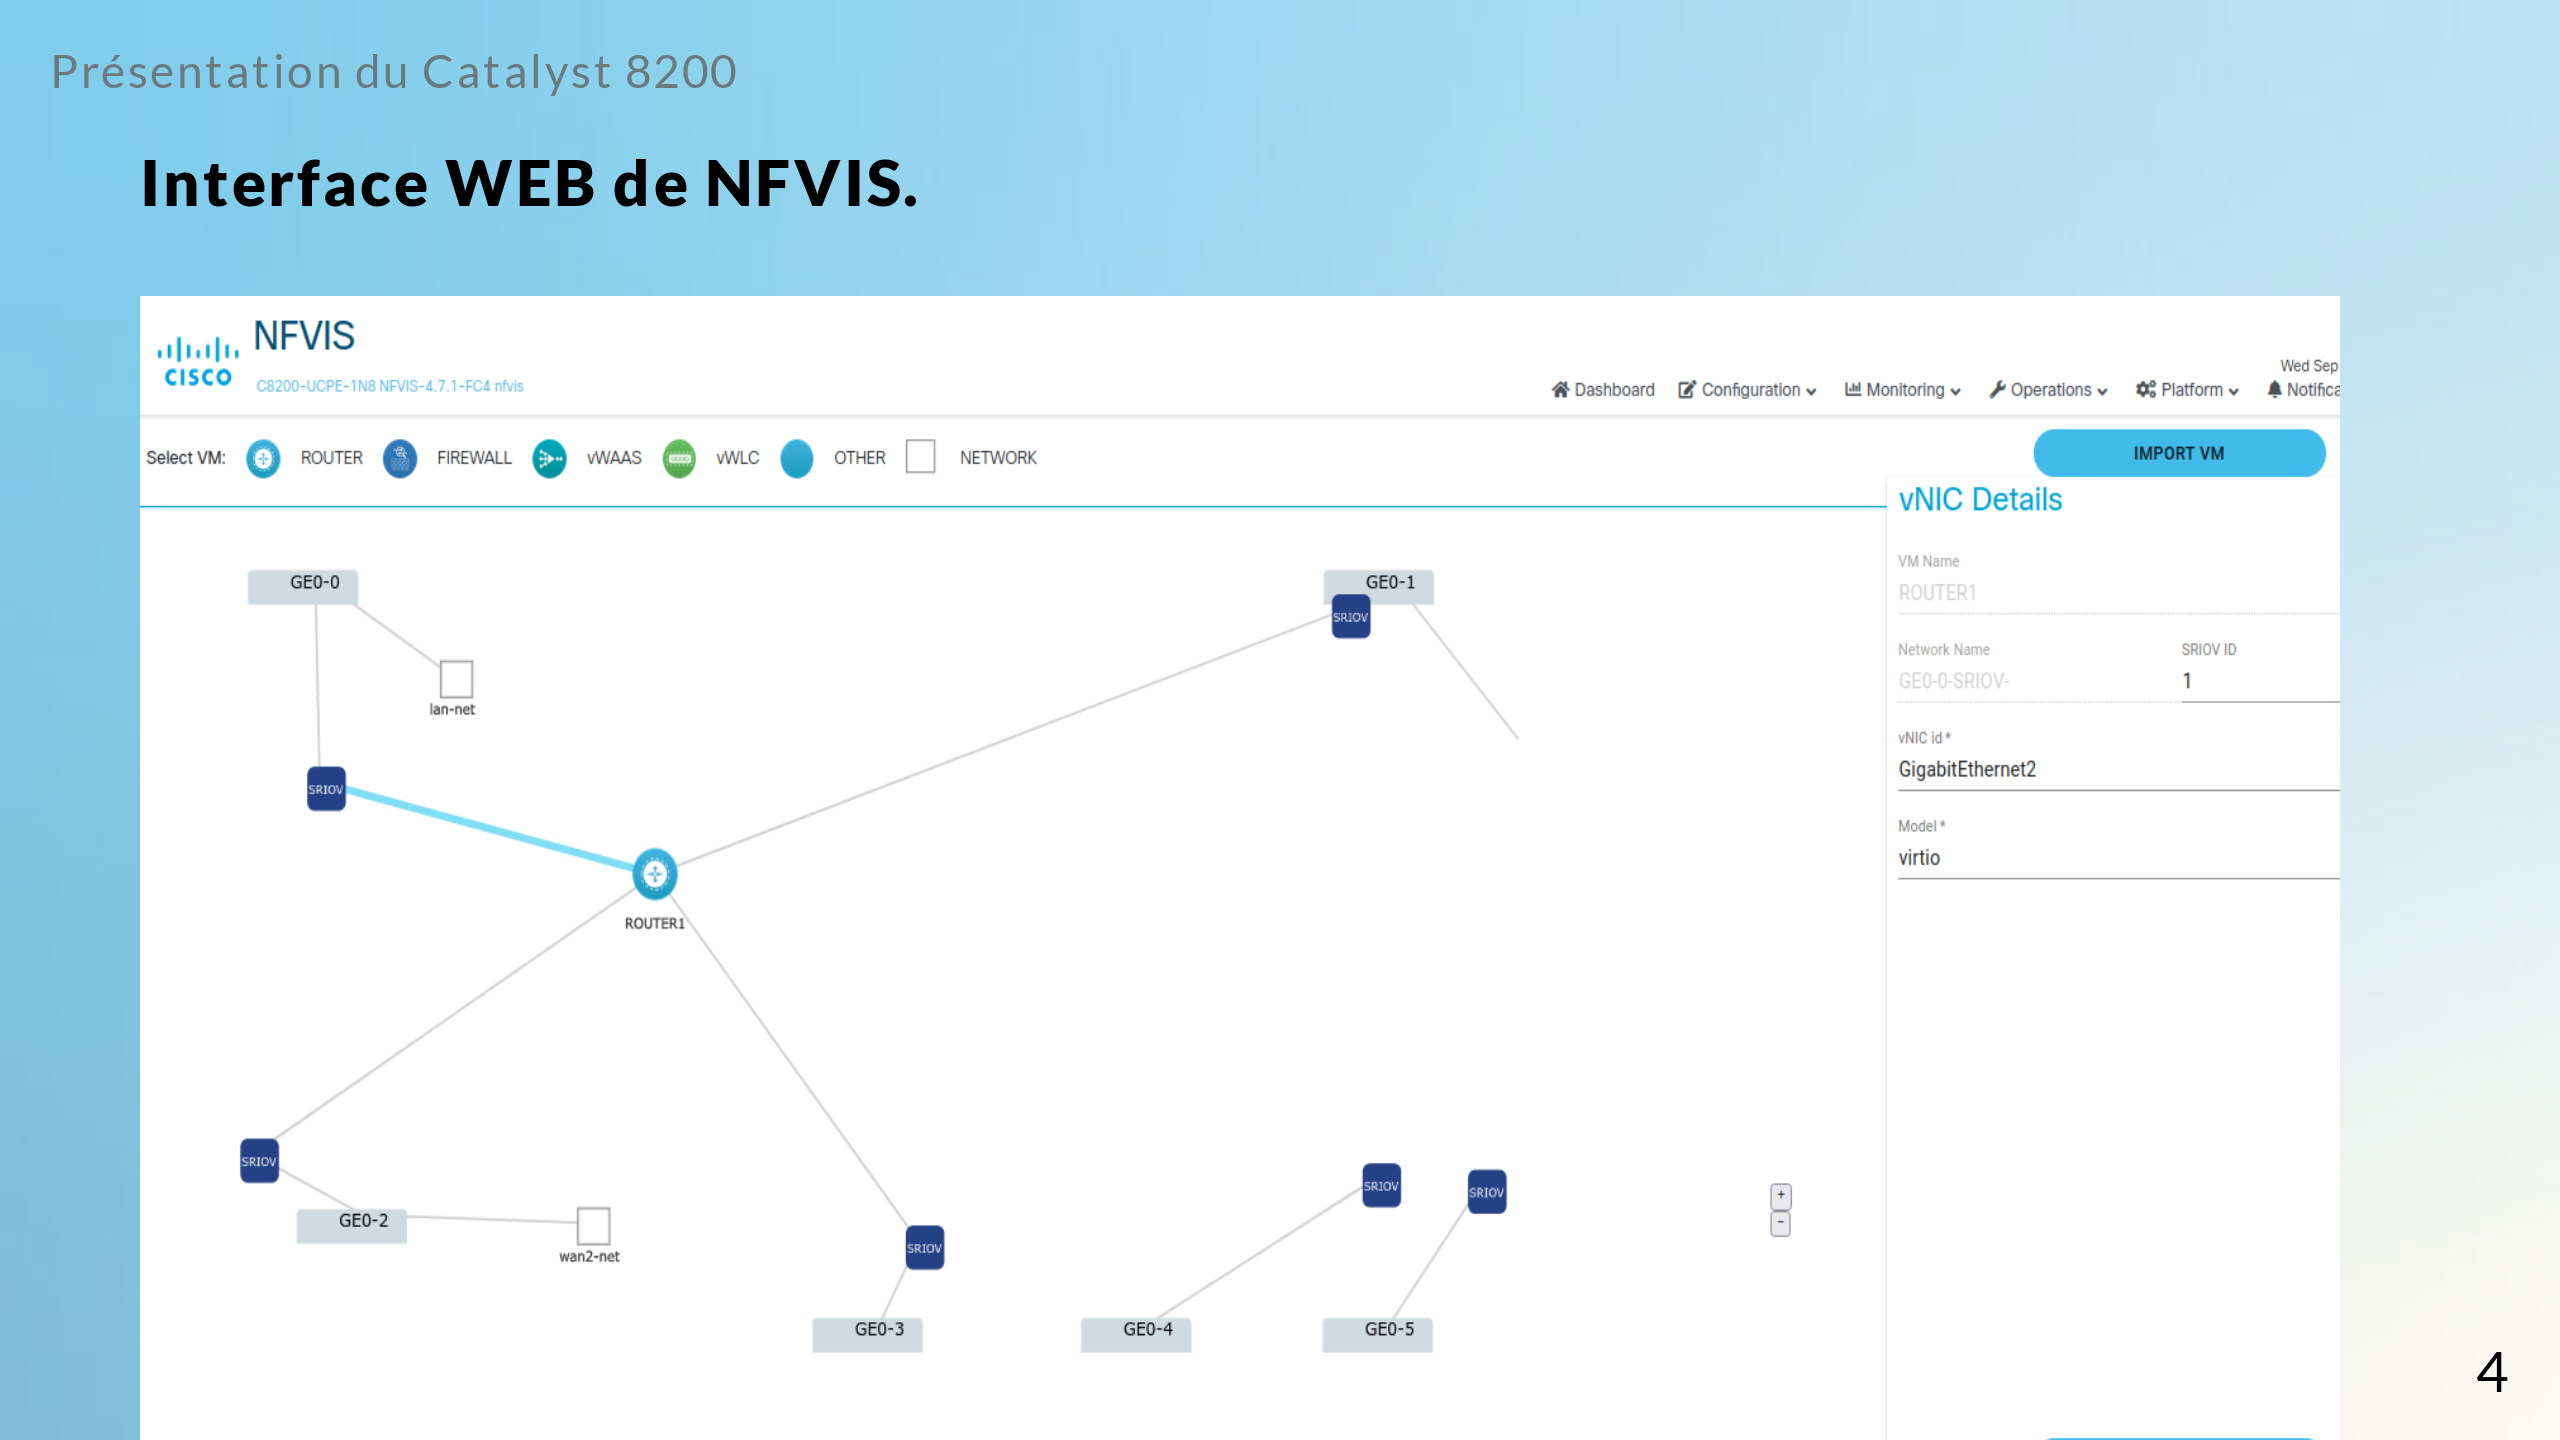 Présentation du Catalyst 8200
Interface WEB de NFVIS.
CISCO
NFVIS
C8200-UCPE-1N8 NFVIS-4.7.1-FC4 nfvis
Wed Sep
Dashboard Configuration Monitoring Operations Platform Notifica
Select VM: ROUTER FIREWALL vWAAS vWLC OTHER NETWORK
IMPORT VM
vNIC Details
VM Name
ROUTER1
Network Name SRIOV ID
GE0-0-SRIOV- 1
vNIC id *
GigabitEthernet2
Model *
virtio
GE0-0
GE0-1
SRIOV
lan-net
SRIOV
ROUTER1
SRIOV
GE0-2
wan2-net
SRIOV
SRIOV
SRIOV
+
-
GE0-3
GE0-4
GE0-5
4